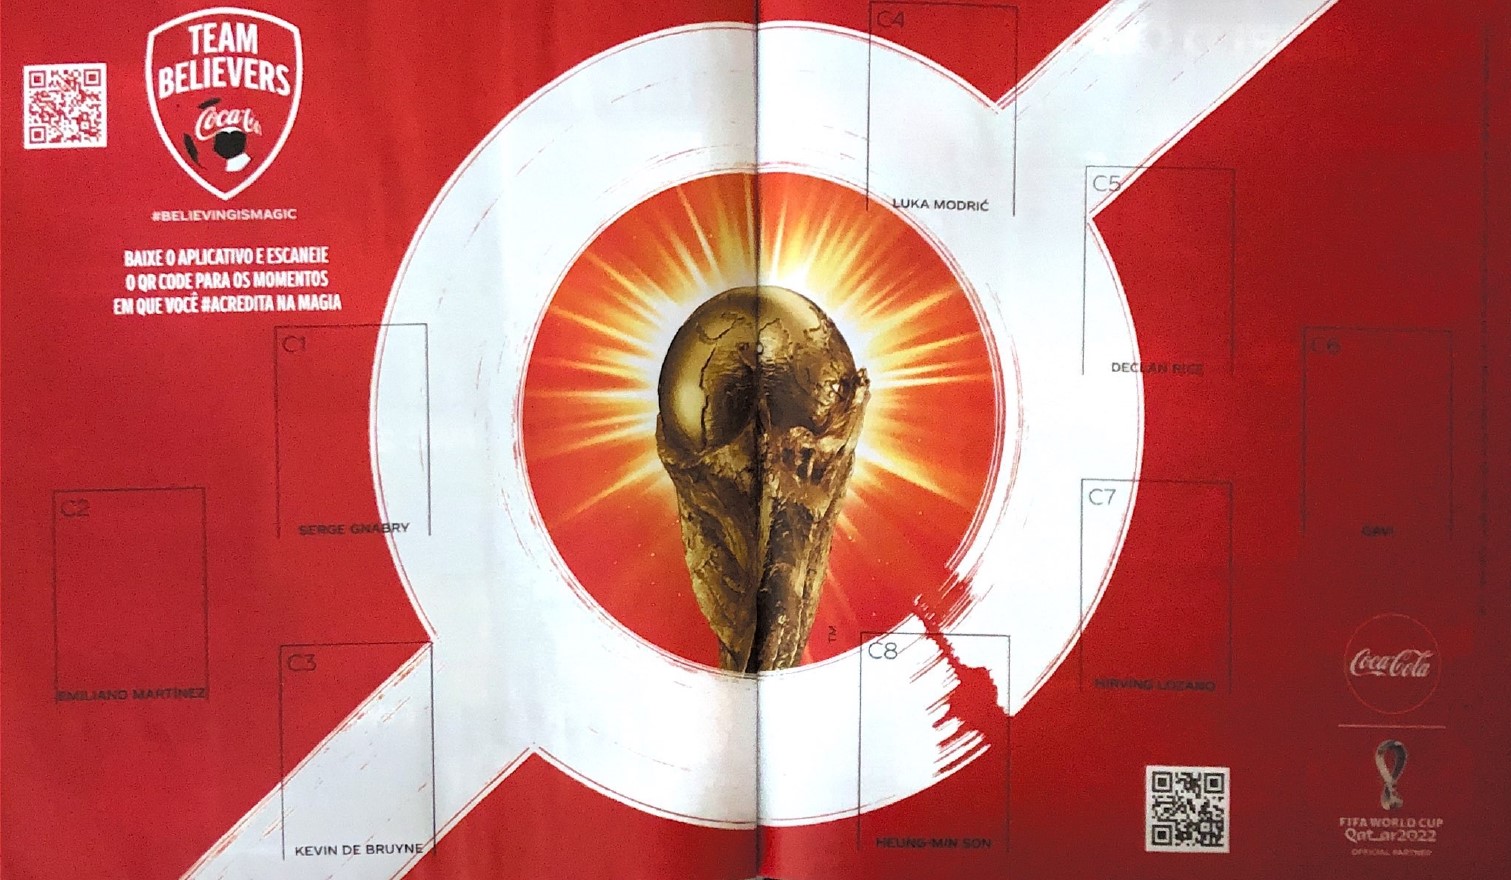 TEAM
BELIEVERS
Coca-Cola
#BELIEVINGISMAGIC
BAIXE O APLICATIVO E ESCANEIE
O QR CODE PARA OS MOMENTOS
EM QUE VOCÊ #ACREDITA NA MAGIA
C1
SERGE GNABRY
C2
EMILIANO MARTÍNEZ
C3
KEVIN DE BRUYNE
C4
LUKA MODRIĆ
C5
DECLAN RICE
C6
GAVI
C7
HIRVING LOZANO
C8
HEUNG-MIN SON
TM
Coca-Cola
FIFA WORLD CUP
Qatar2022
OFFICIAL PARTNER